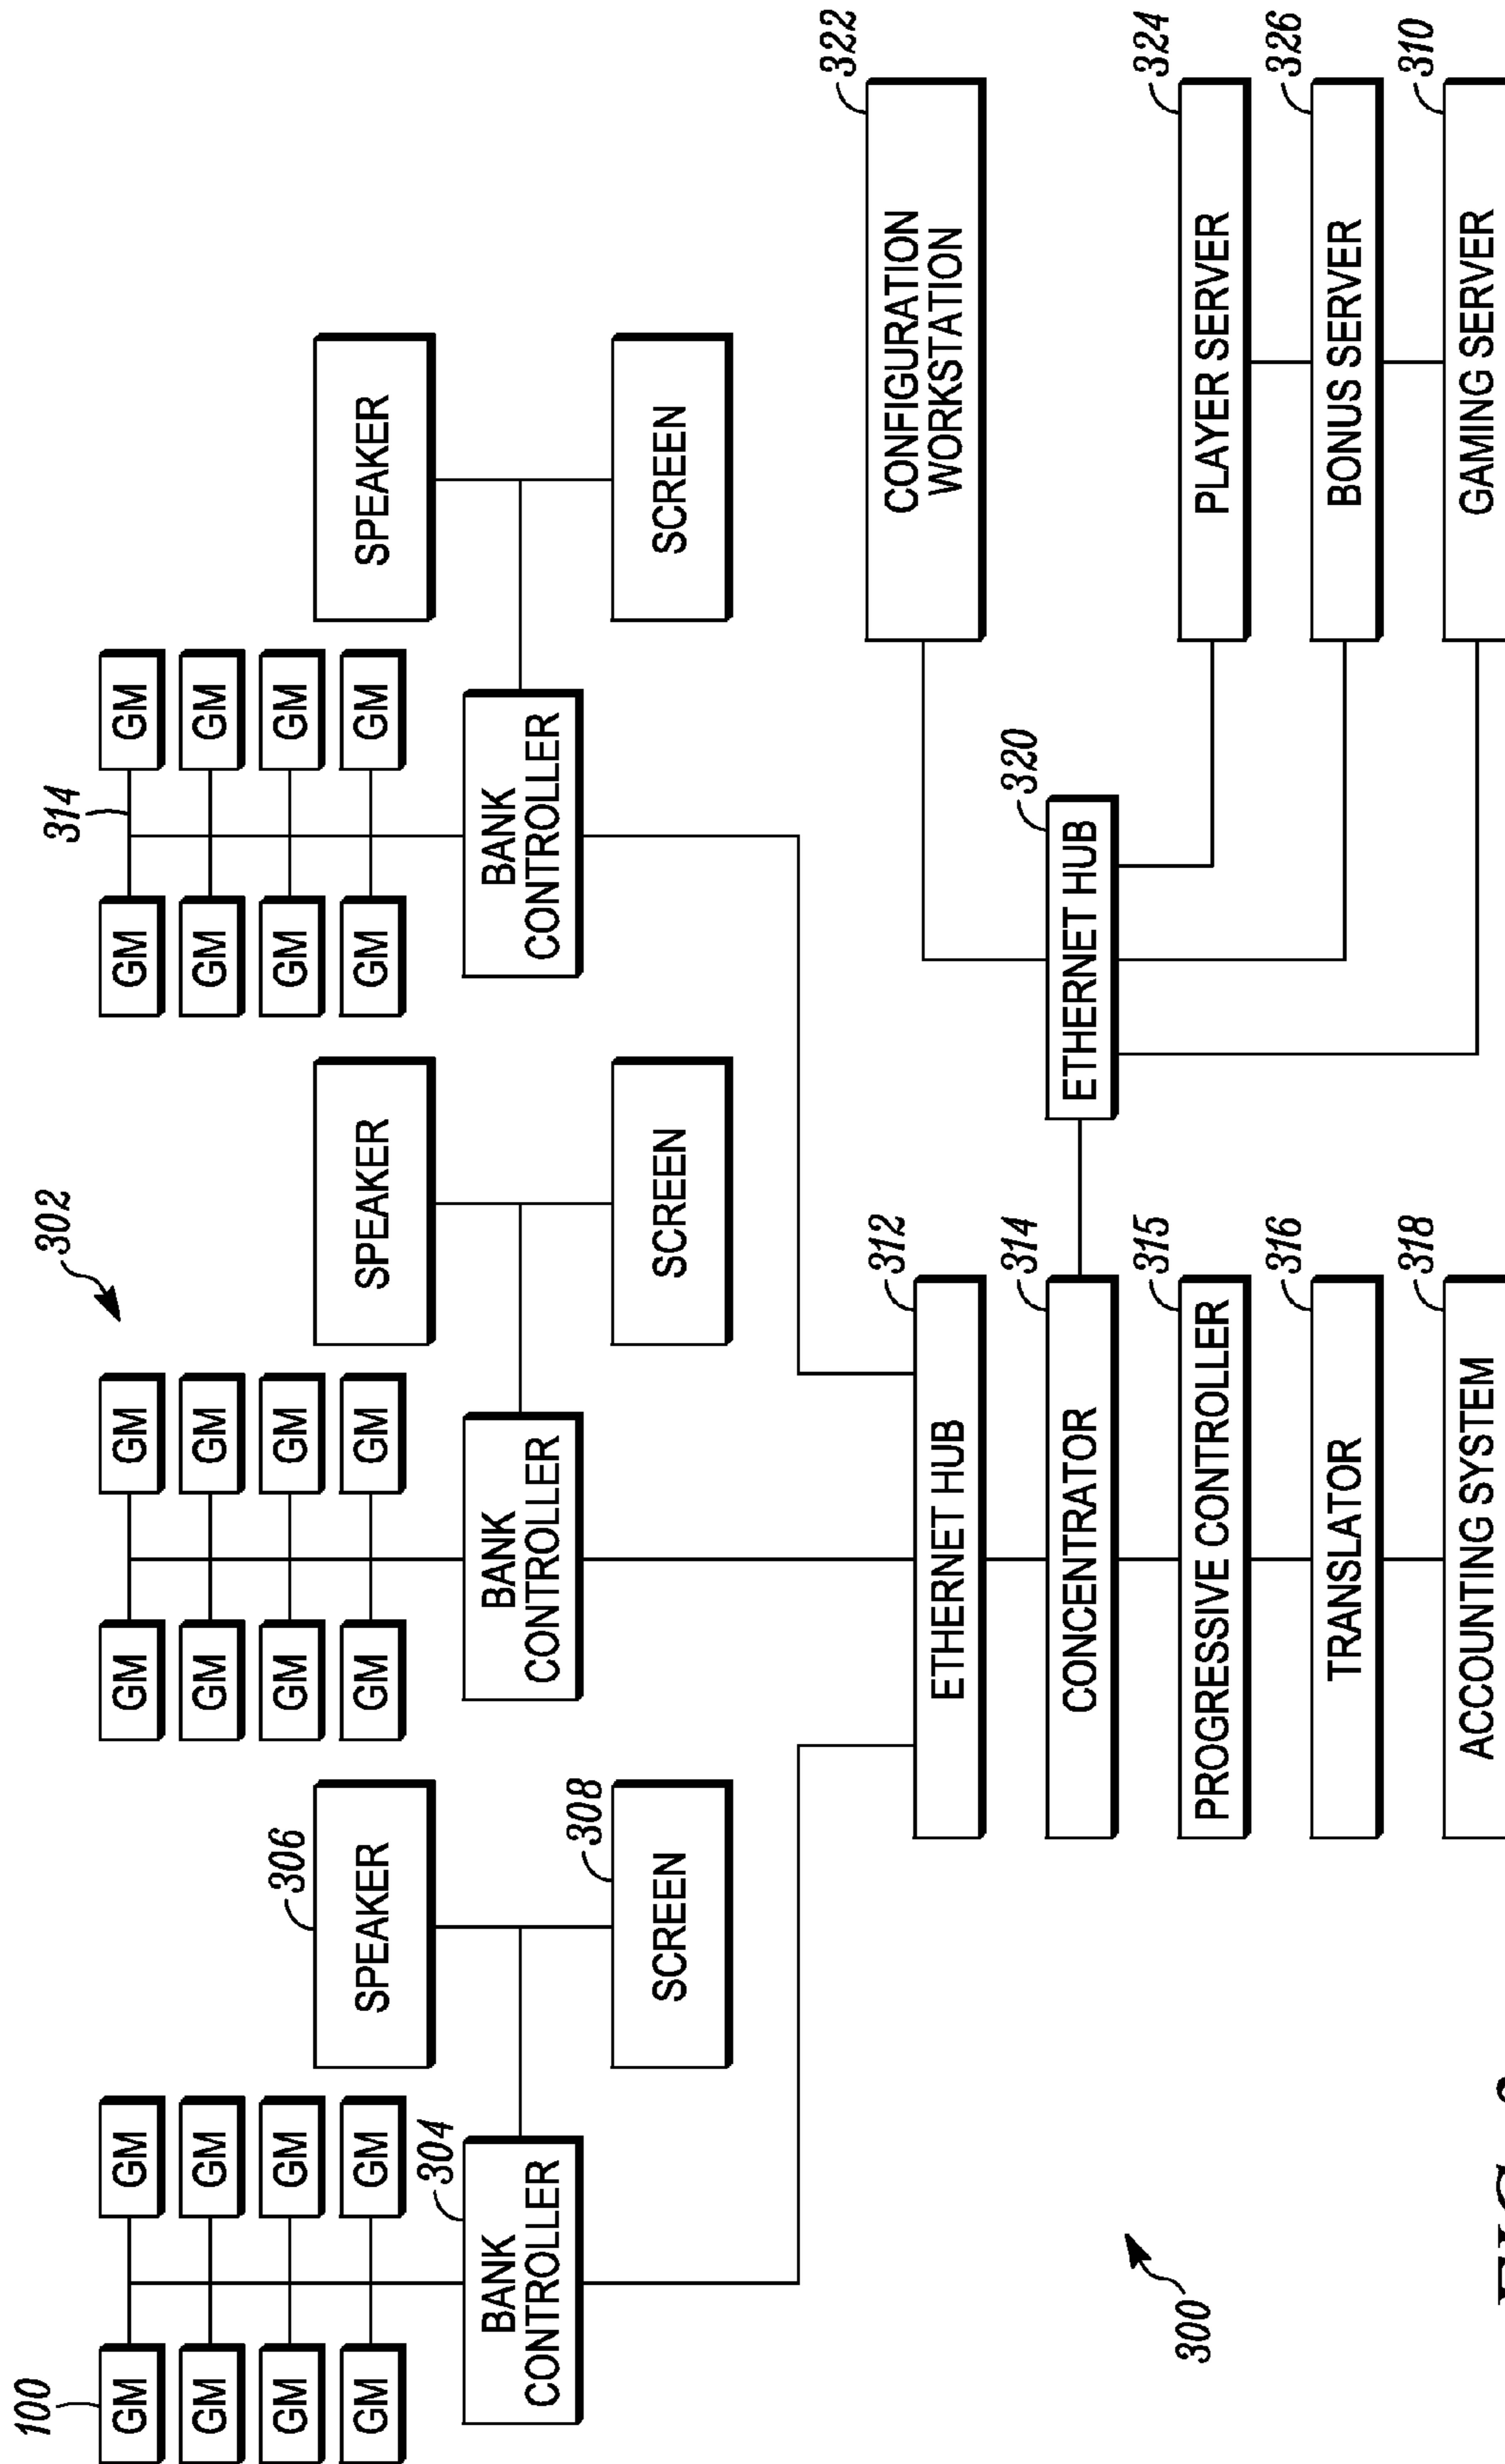 100
302
314
GM GM GM GM GM GM
GM GM GM GM GM GM
GM GM GM GM GM GM
GM GM GM GM GM GM
306
SPEAKER
SPEAKER
SPEAKER
304
BANK
CONTROLLER
BANK
CONTROLLER
BANK
CONTROLLER
308
SCREEN
SCREEN
SCREEN
312
ETHERNET HUB
322
CONFIGURATION
WORKSTATION
314
CONCENTRATOR
320
ETHERNET HUB
315
PROGRESSIVE CONTROLLER
324
PLAYER SERVER
300
316
TRANSLATOR
326
BONUS SERVER
318
ACCOUNTING SYSTEM
310
GAMING SERVER
FIG.